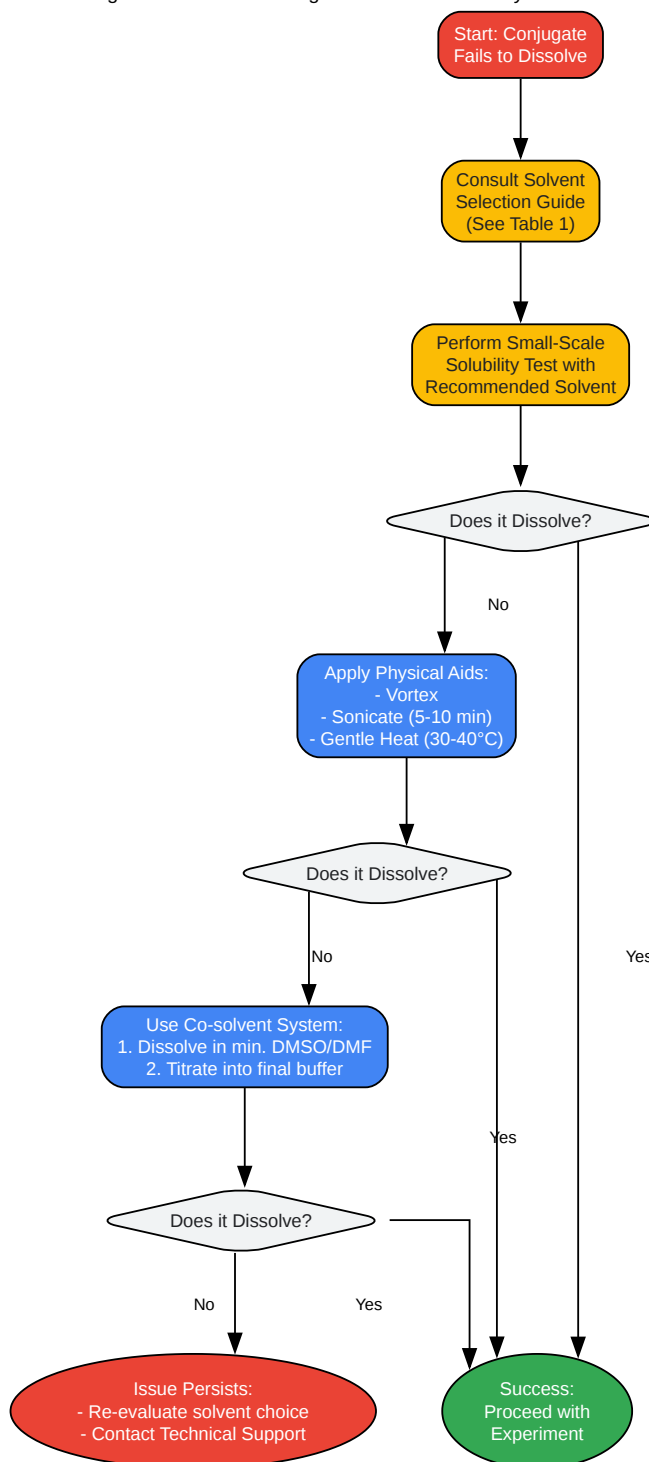 Start: Conjugate
Fails to Dissolve
Consult Solvent
Selection Guide
(See Table 1)
Perform Small-Scale
Solubility Test with
Recommended Solvent
Does it Dissolve?
No
Apply Physical Aids:
- Vortex
- Sonicate (5-10 min)
- Gentle Heat (30-40°C)
Does it Dissolve?
No
Yes
Use Co-solvent System:
1. Dissolve in min. DMSO/DMF
2. Titrate into final buffer
Yes
Does it Dissolve?
No
Yes
Issue Persists:
- Re-evaluate solvent choice
- Contact Technical Support
Success:
Proceed with
Experiment